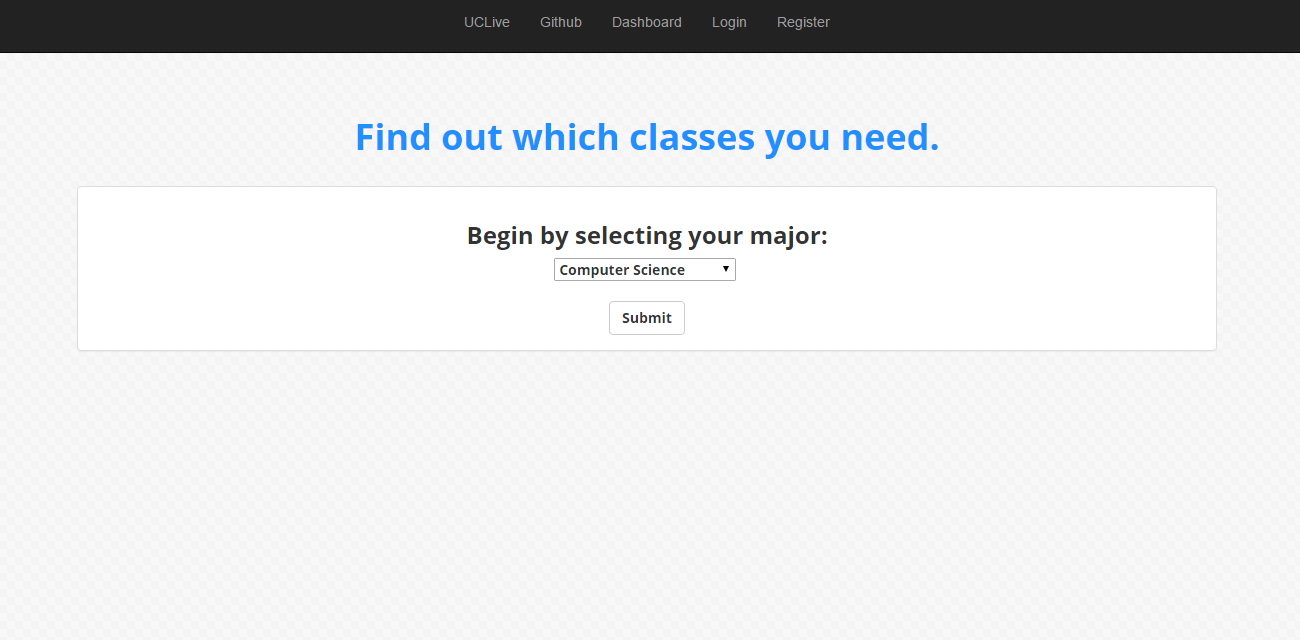 UCLive Github Dashboard Login Register
Find out which classes you need.
Begin by selecting your major:
Computer Science
Submit